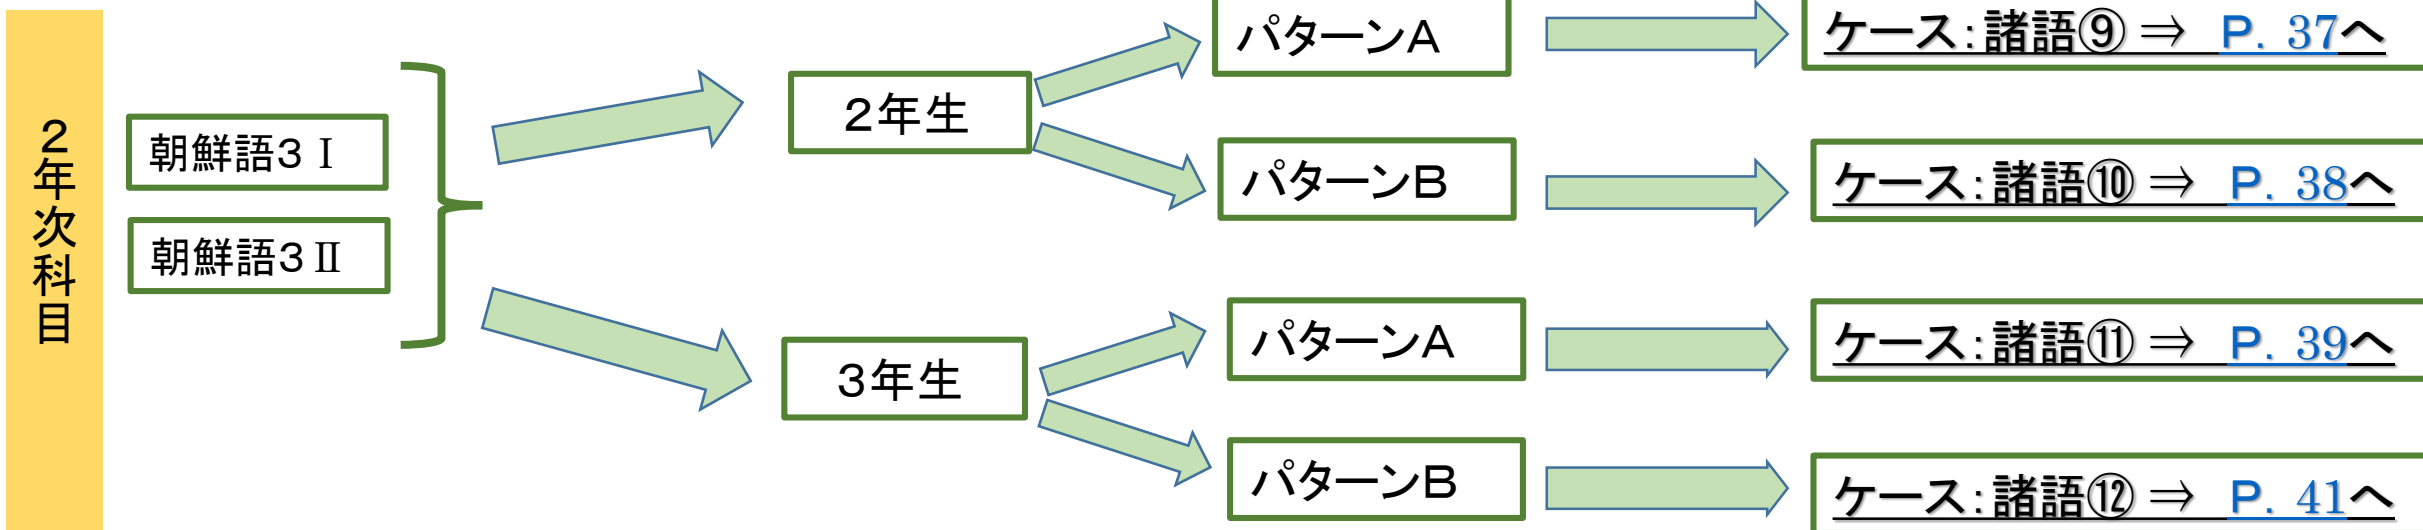 ２年次科目
朝鮮語３Ⅰ
朝鮮語３Ⅱ
２年生
３年生
パターンA
パターンB
パターンA
パターンB
ケース：諸語⑨ ⇒ P. 37へ
ケース：諸語⑩ ⇒ P. 38へ
ケース：諸語⑪ ⇒ P. 39へ
ケース：諸語⑫ ⇒ P. 41へ